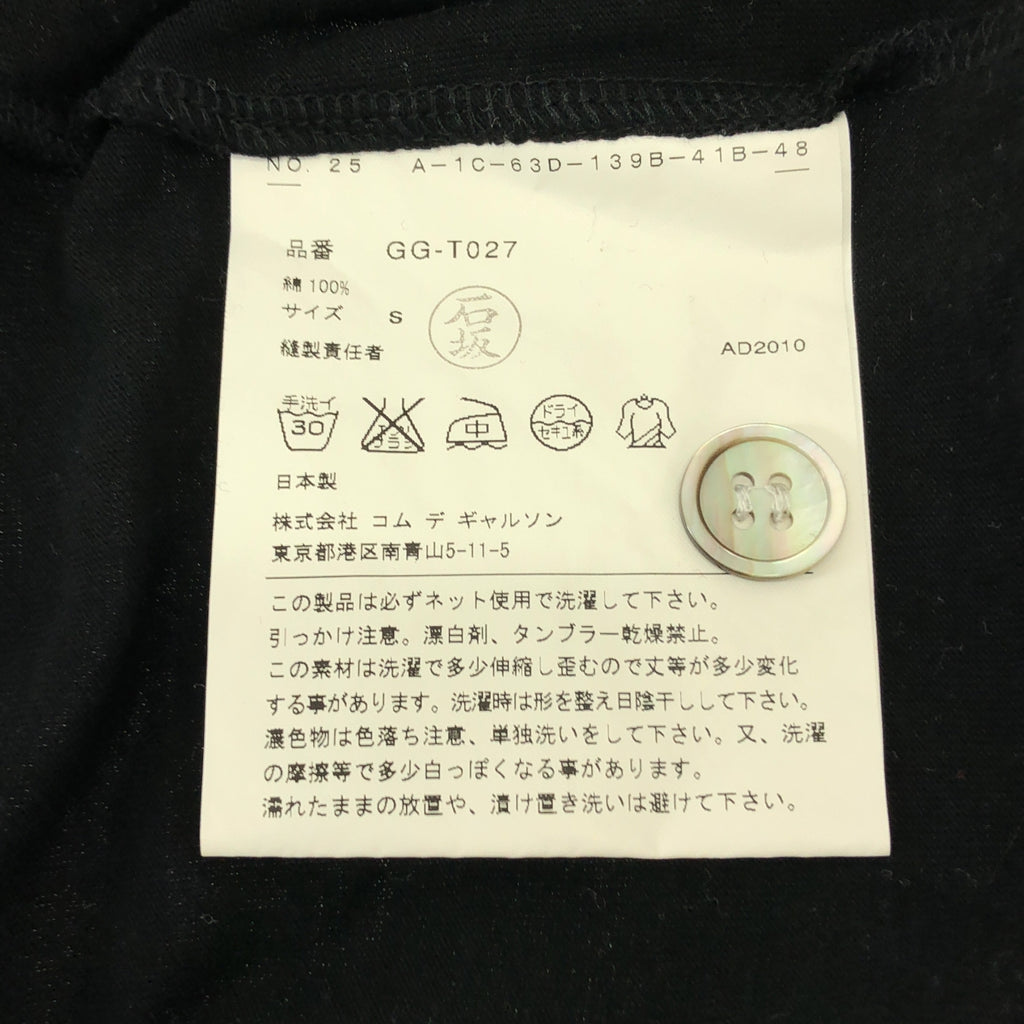 NO. 25 A-1C-63D-139B-41B-48
品番 GG-T027
綿 100%
サイズ S
石坂
縫製責任者
AD2010
手洗イ
30
ブラシ
中
ドライ
セキユ系
日本製
株式会社 コム デ ギャルソン
東京都港区南青山5-11-5
この製品は必ずネット使用で洗濯して下さい。
引っかけ注意。漂白剤、タンブラー乾燥禁止。
この素材は洗濯で多少伸縮し歪むので丈等が多少変化
する事があります。洗濯時は形を整え日陰干しして下さい。
濃色物は色落ち注意、単独洗いをして下さい。又、洗濯
の摩擦等で多少白っぽくなる事があります。
濡れたままの放置や、漬け置き洗いは避けて下さい。